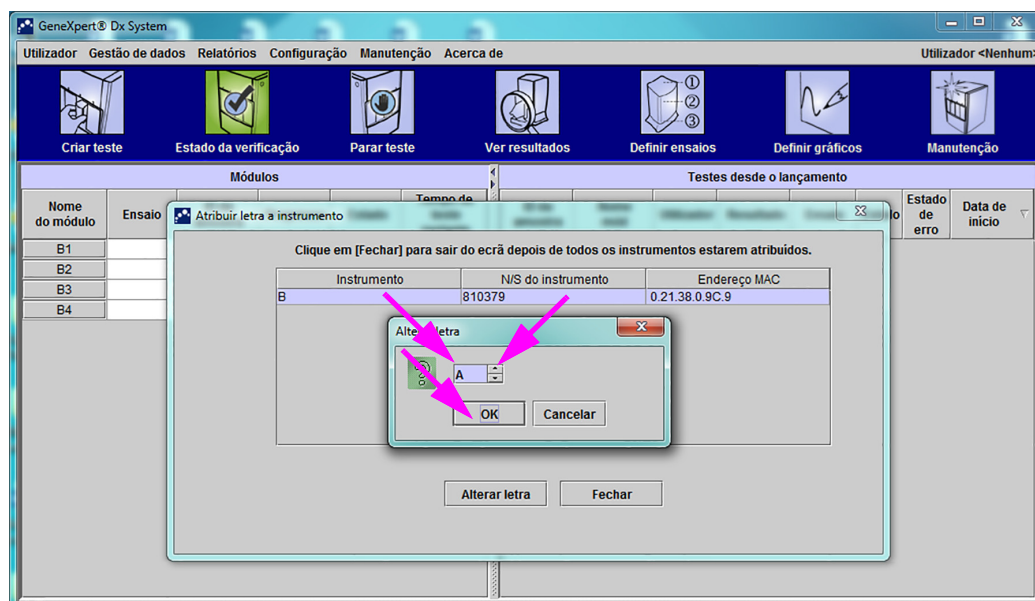 GeneXpert® Dx System
Utilizador Gestão de dados Relatórios Configuração Manutenção Acerca de Utilizador <Nenhum>
① ② ③
Criar teste Estado da verificação Parar teste Ver resultados Definir ensaios Definir gráficos Manutenção
Módulos Testes desde o lançamento
Nome do módulo Ensaio Tempo de Estado de erro Data de início
B1
B2
B3
B4
Atribuir letra a instrumento
Clique em [Fechar] para sair do ecrã depois de todos os instrumentos estarem atribuídos.
Instrumento N/S do instrumento Endereço MAC
B 810379 0.21.38.0.9C.9
letra
A
OK Cancelar
Alterar letra Fechar